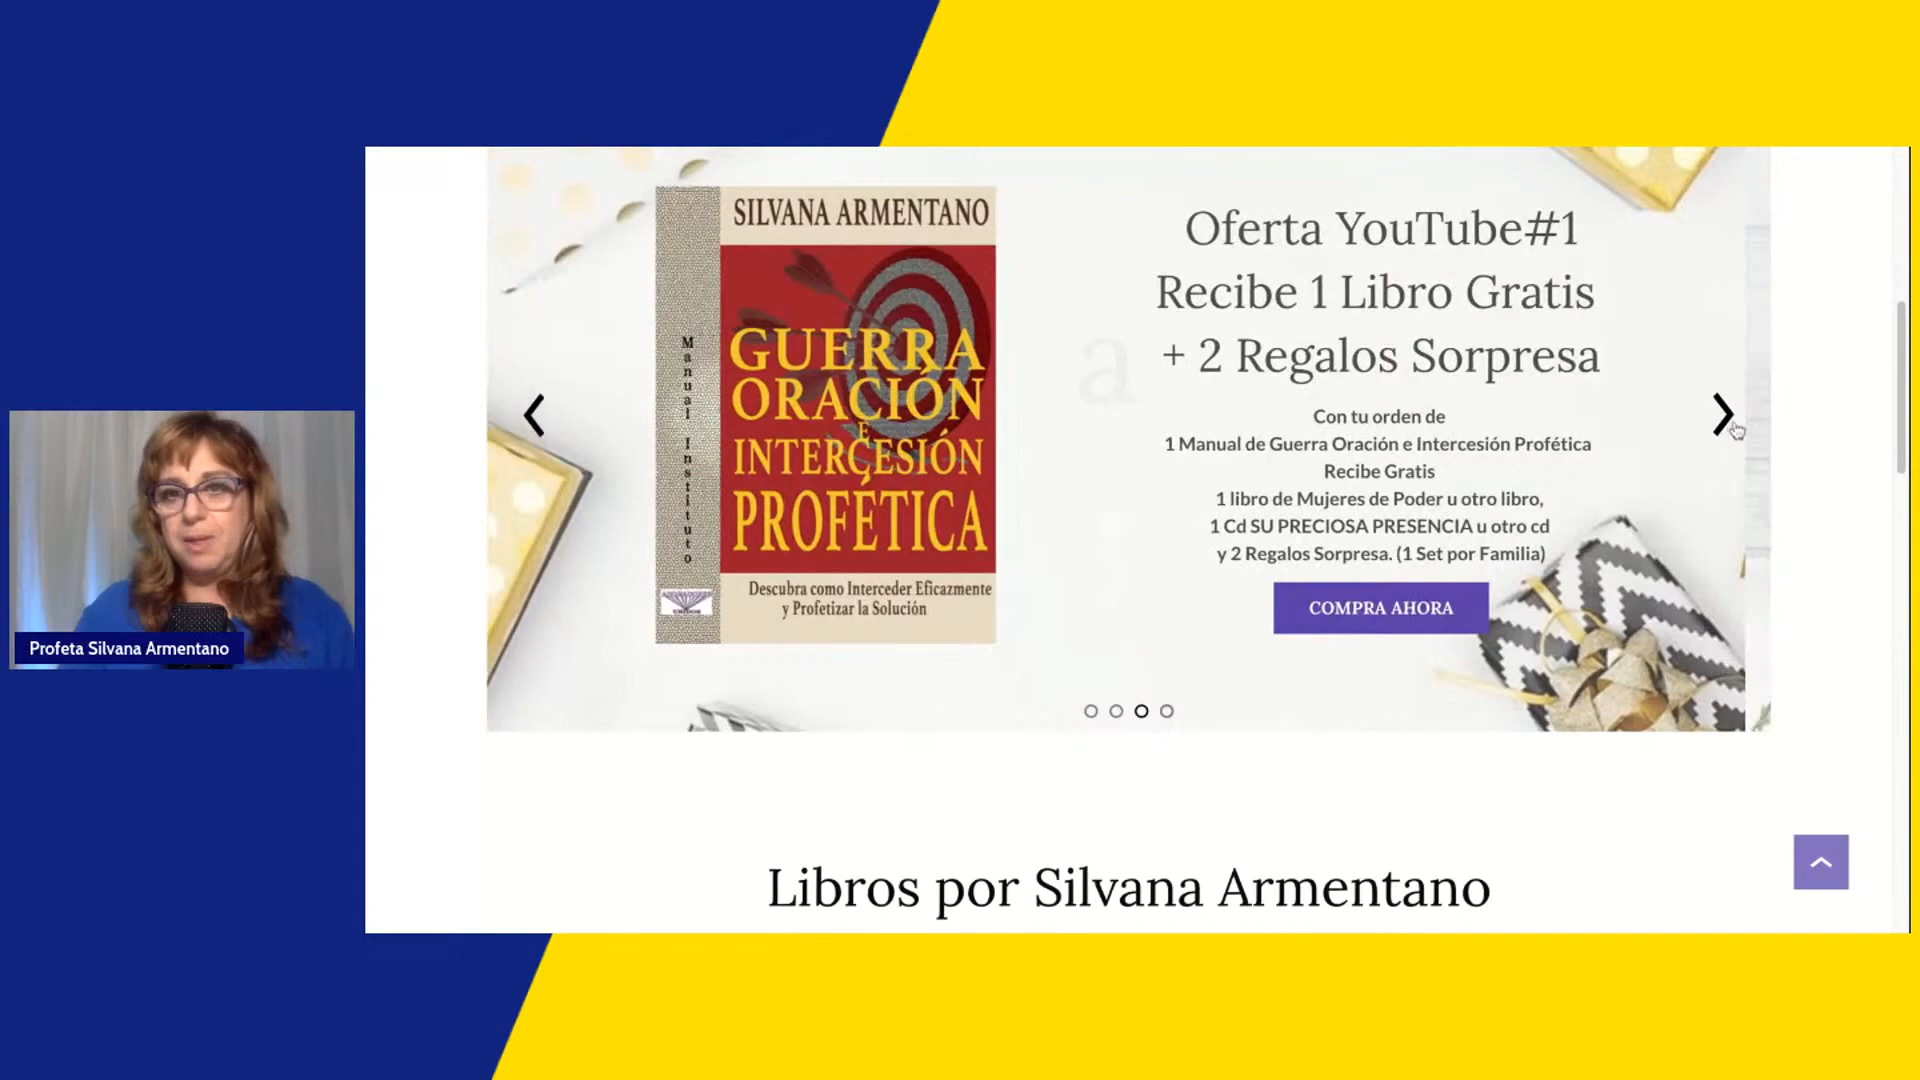 SILVANA ARMENTANO
Manual Instituto
GUERRA
ORACIÓN
E
INTERCESIÓN
PROFÉTICA
Descubra como Interceder Eficazmente
y Profetizar la Solución
Oferta YouTube#1
Recibe 1 Libro Gratis
+ 2 Regalos Sorpresa
a
Con tu orden de
1 Manual de Guerra Oración e Intercesión Profética
Recibe Gratis
1 libro de Mujeres de Poder u otro libro,
1 Cd SU PRECIOSA PRESENCIA u otro cd
y 2 Regalos Sorpresa. (1 Set por Familia)
COMPRA AHORA
Profeta Silvana Armentano
Libros por Silvana Armentano